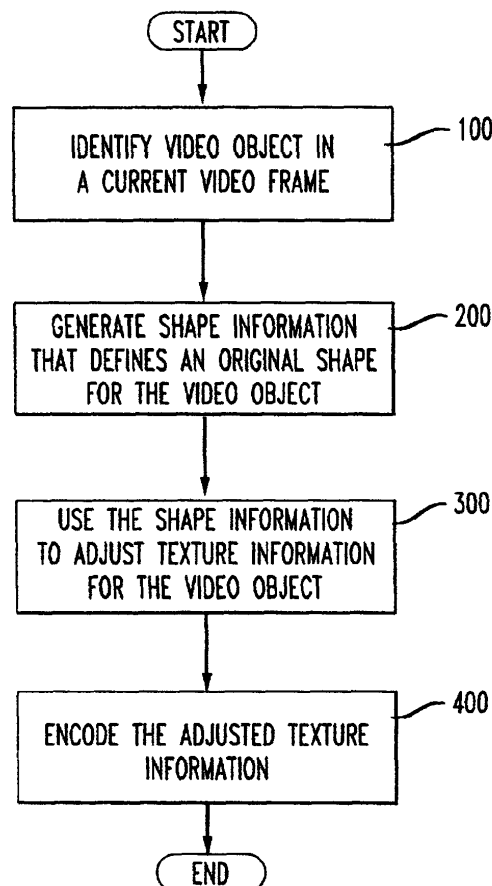 START
IDENTIFY VIDEO OBJECT IN
A CURRENT VIDEO FRAME
100
GENERATE SHAPE INFORMATION
THAT DEFINES AN ORIGINAL SHAPE
FOR THE VIDEO OBJECT
200
USE THE SHAPE INFORMATION
TO ADJUST TEXTURE INFORMATION
FOR THE VIDEO OBJECT
300
ENCODE THE ADJUSTED TEXTURE
INFORMATION
400
END